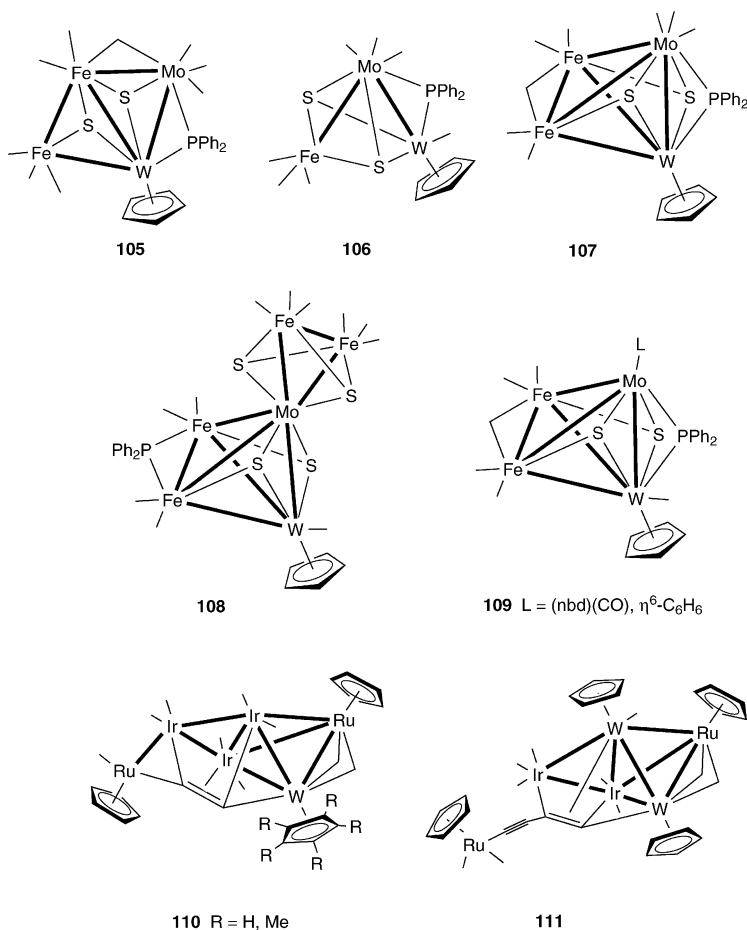 Fe
Mo
S
S
PPh2
Fe
W
105
Mo
S
PPh2
W
Fe
S
106
Mo
Fe
S
S
PPh2
Fe
W
107
Fe
Fe
S
S
Mo
Fe
Ph2P
S
S
Fe
W
108
L
Mo
Fe
S
S
PPh2
Fe
W
109 L = (nbd)(CO), η6-C6H6
Ir
Ir
Ru
Ir
Ru
W
R
R
R
R
R
110 R = H, Me
W
Ru
Ir
Ir
W
Ru
111